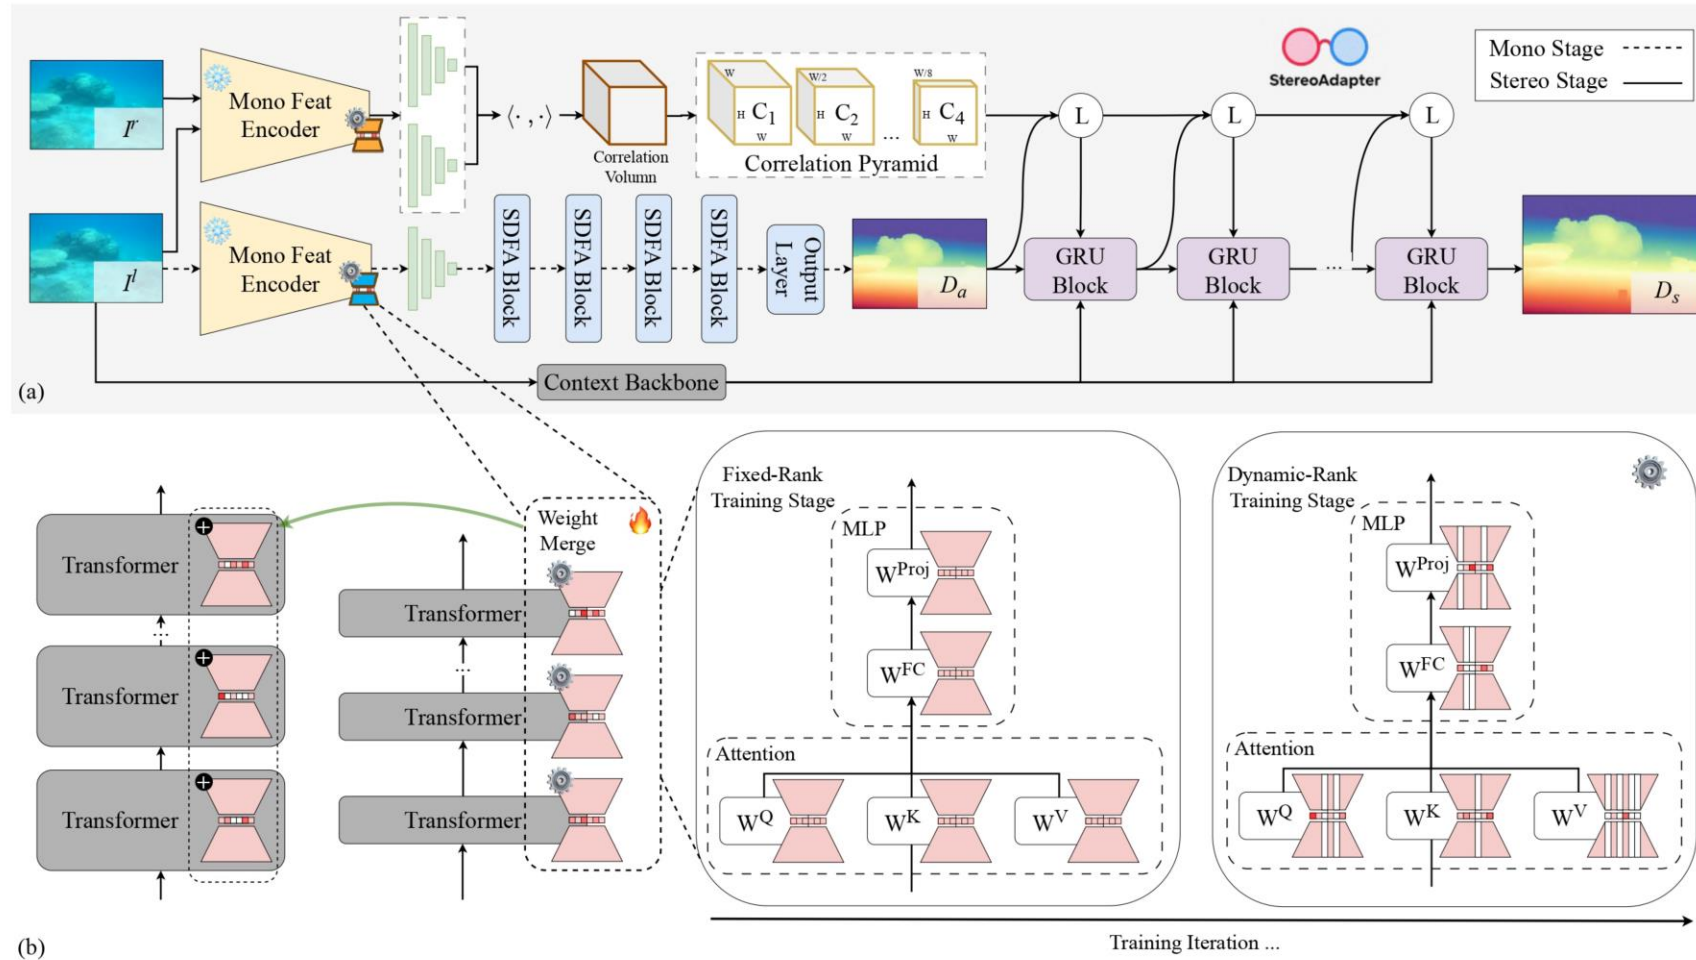 Mono Stage
Stereo Stage
StereoAdapter
I^r
Mono Feat
Encoder
⟨· , ·⟩
Correlation
Volumn
W
H
C_1
W
W/2
H
C_2
W
...
W/8
H
C_4
W
Correlation Pyramid
L
L
L
I^l
Mono Feat
Encoder
SDFA Block
SDFA Block
SDFA Block
SDFA Block
Output
Layer
D_a
GRU
Block
GRU
Block
...
GRU
Block
D_s
Context Backbone
(a)
Transformer
...
Transformer
Transformer
Weight
Merge
Transformer
...
Transformer
Transformer
Fixed-Rank
Training Stage
MLP
W^Proj
W^FC
Attention
W^Q
W^K
W^V
Dynamic-Rank
Training Stage
MLP
W^Proj
W^FC
Attention
W^Q
W^K
W^V
Training Iteration ...
(b)